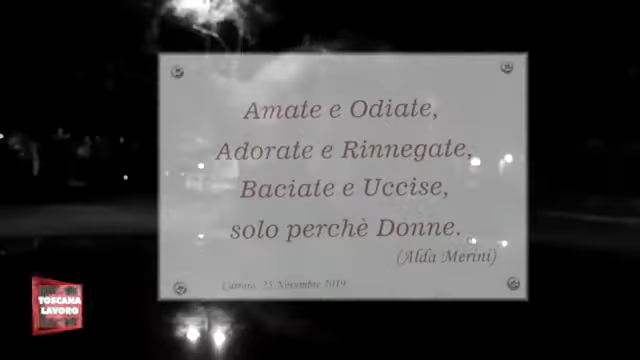 Amate e Odiate,
Adorate e Rinnegate,
Baciate e Uccise,
solo perchè Donne.
(Alda Merini)
25 Novembre 2019
TOSCANA
LAVORO